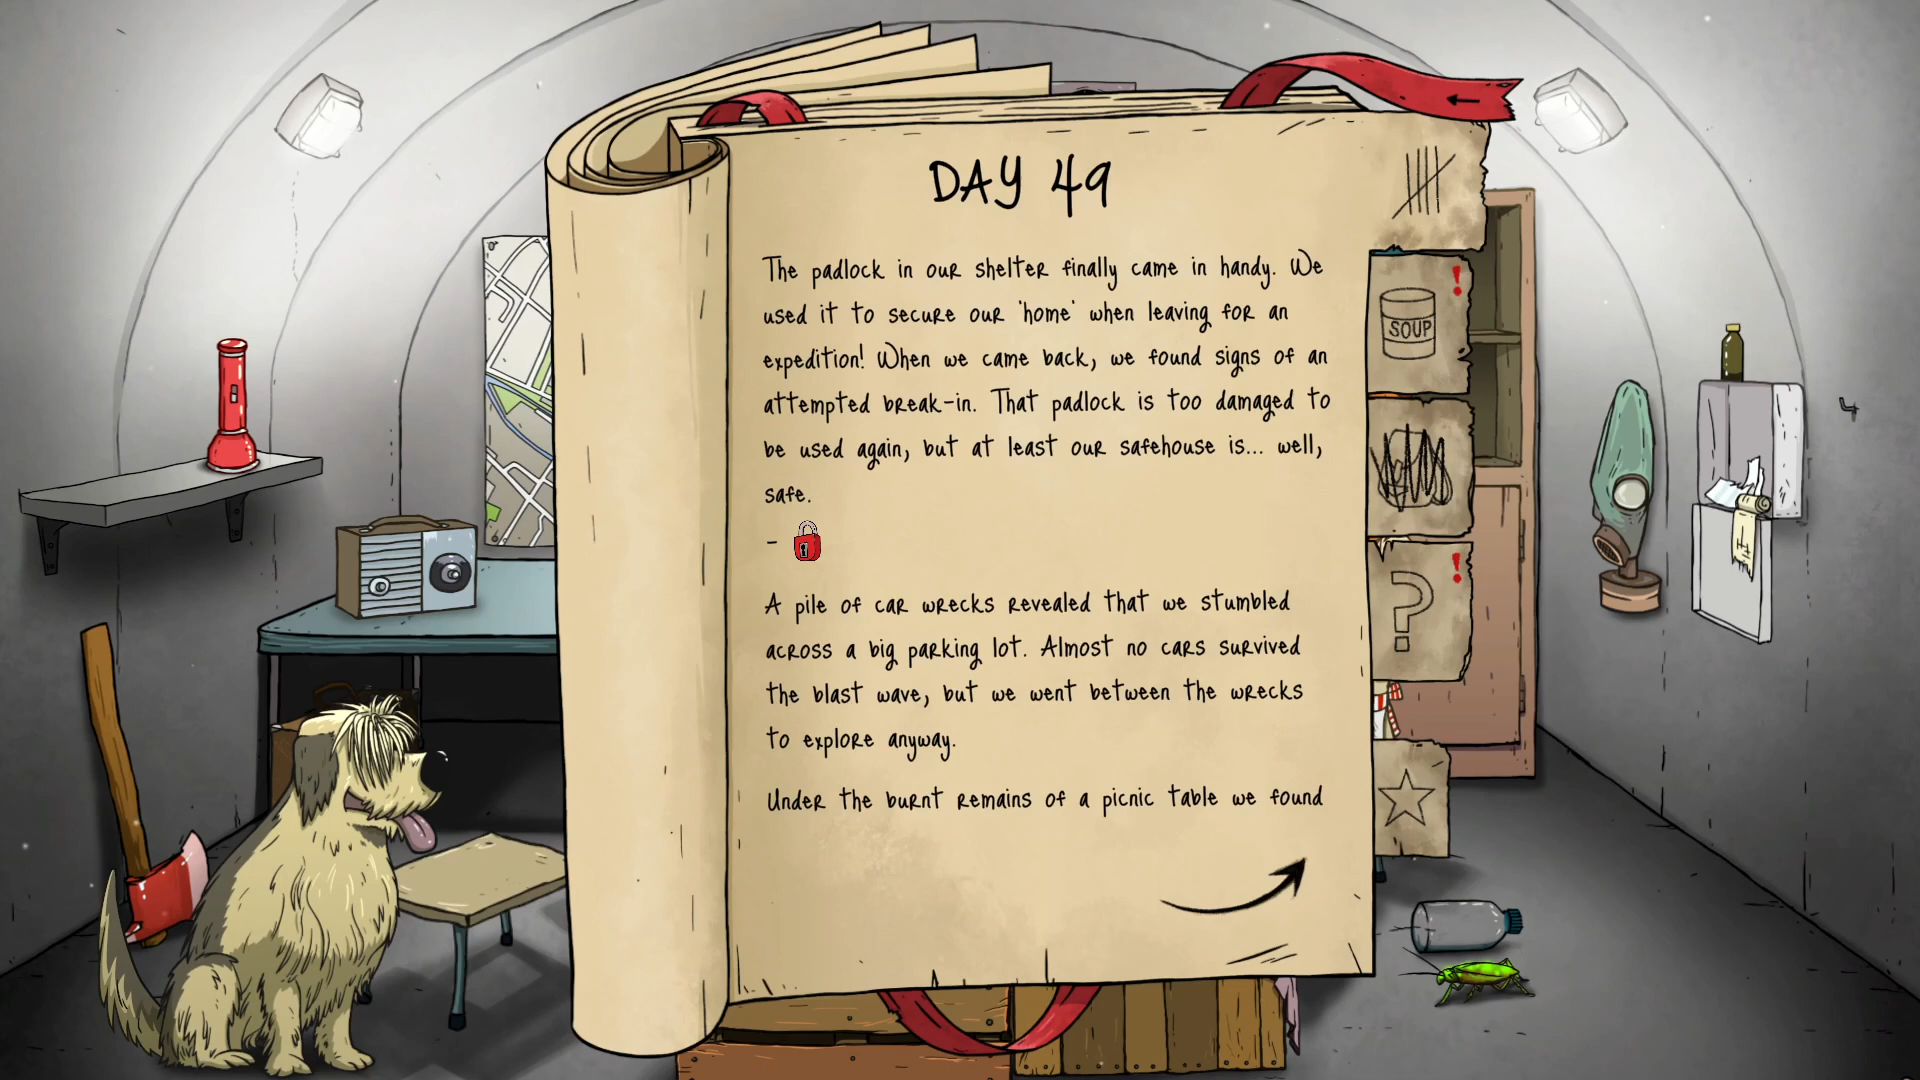 DAY 49
The padlock in our shelter finally came in handy. We
used it to secure our 'home' when leaving for an
expedition! When we came back, we found signs of an
attempted break-in. That padlock is too damaged to
be used again, but at least our safehouse is... well,
safe.
-
A pile of car wrecks revealed that we stumbled
across a big parking lot. Almost no cars survived
the blast wave, but we went between the wrecks
to explore anyway.
Under the burnt remains of a picnic table we found
!
SOUP
!
?